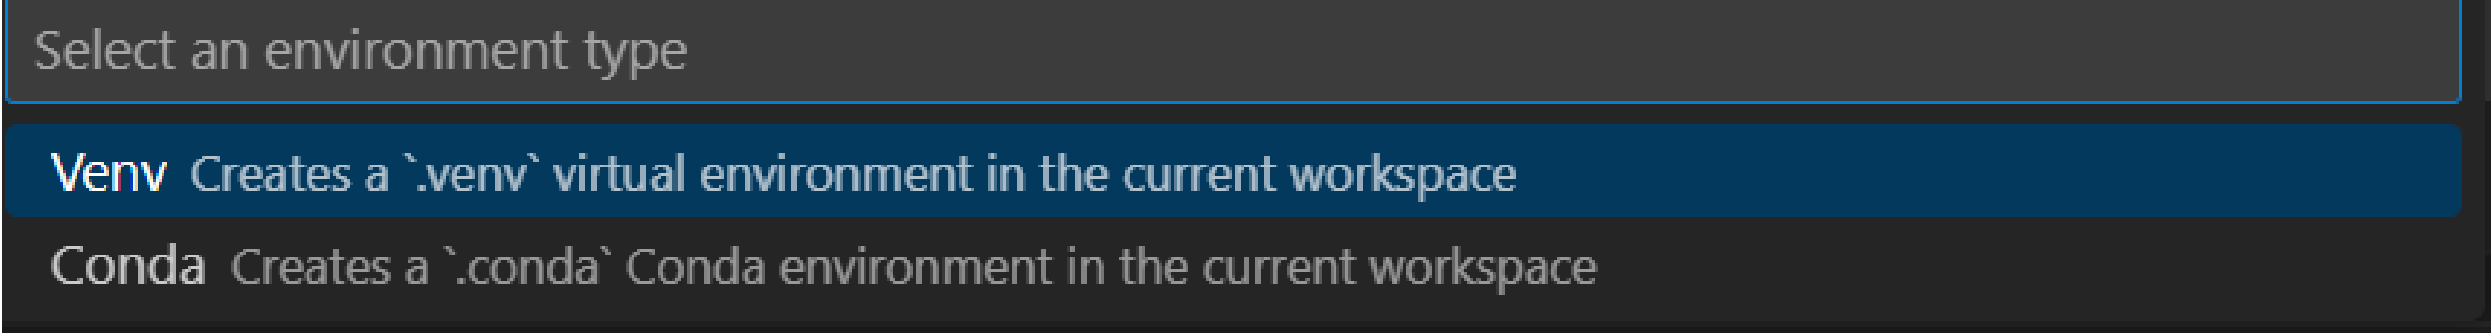 Select an environment type
Venv Creates a `.venv` virtual environment in the current workspace
Conda Creates a `.conda` Conda environment in the current workspace